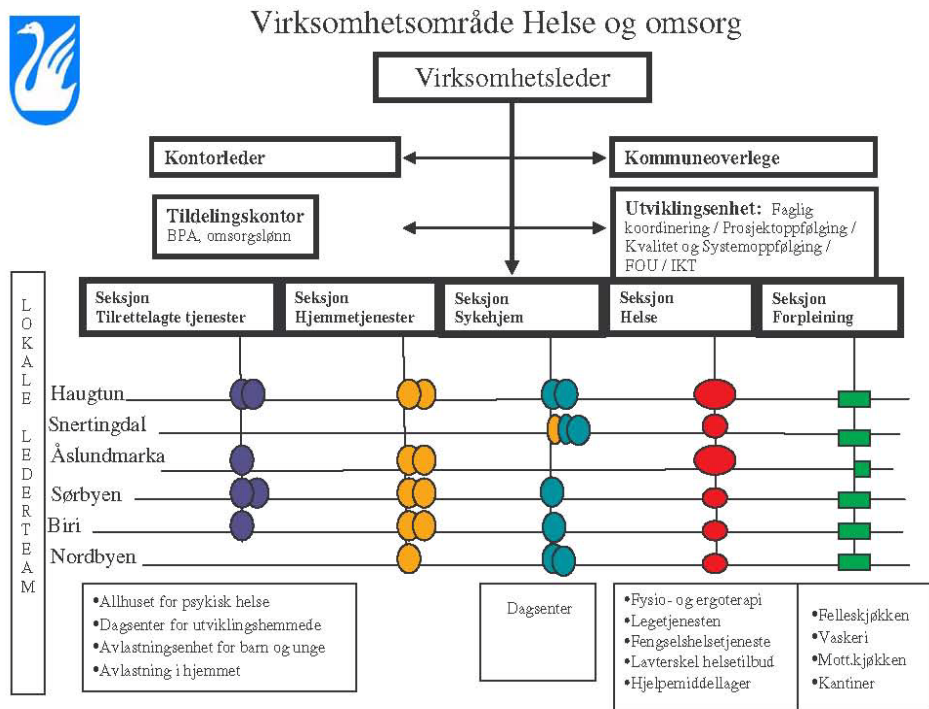 Virksomhetsområde Helse og omsorg
Virksomhetsleder
Kontorleder
Kommuneoverlege
Tildelingskontor
BPA, omsorgslønn
Utviklingsenhet: Faglig
koordinering / Prosjektoppfølging /
Kvalitet og Systemoppfølging /
FOU / IKT
LOKALE LEDERTEAM
Seksjon
Tilrettelagte tjenester
Seksjon
Hjemmetjenester
Seksjon
Sykehjem
Seksjon
Helse
Seksjon
Forpleining
Haugtun
Snertingdal
Åslundmarka
Sørbyen
Biri
Nordbyen
•Allhuset for psykisk helse
•Dagsenter for utviklingshemmede
•Avlastningsenhet for barn og unge
•Avlastning i hjemmet
Dagsenter
•Fysio- og ergoterapi
•Legetjenesten
•Fengselshelsetjeneste
•Lavterskel helsetilbud
•Hjelpemiddellager
•Felleskjøkken
•Vaskeri
•Mott.kjøkken
•Kantiner